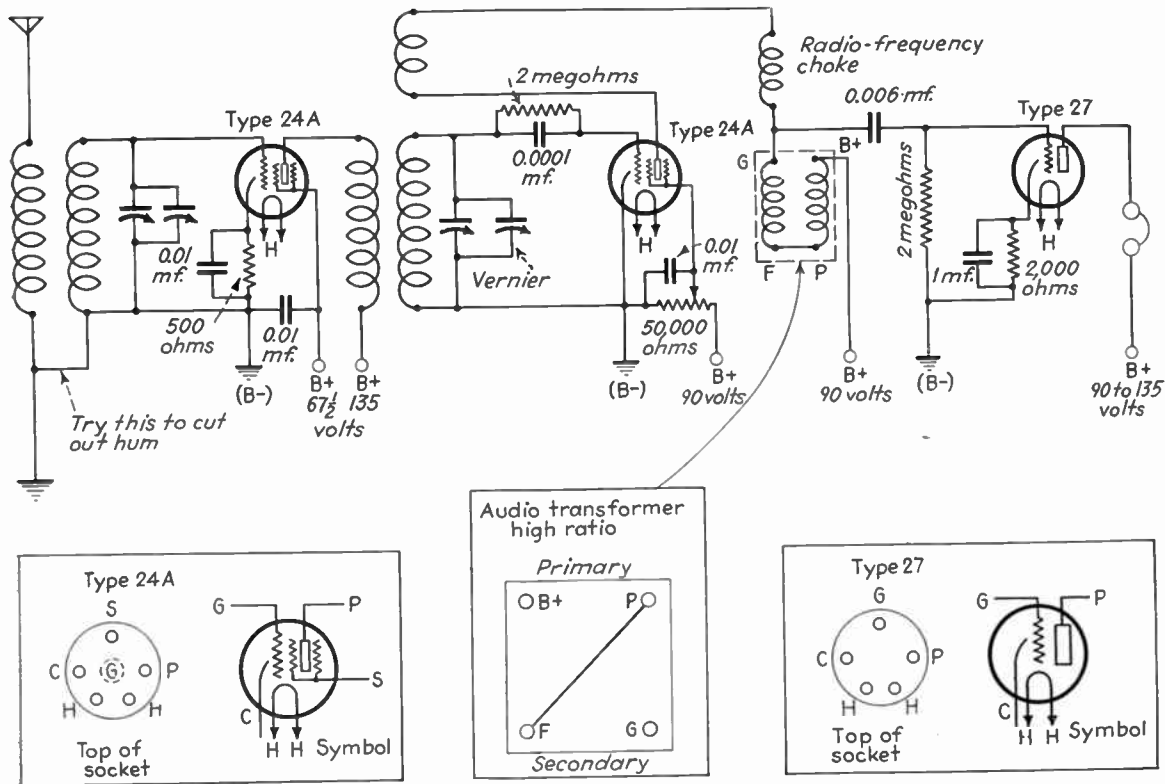 Radio-frequency
choke
2 megohms
0.006 mf.
Type 24A
Type 24A
Type 27
0.0001
mf.
B+
G
H
H
H
2 megohms
0.01
mf.
Vernier
0.01
mf.
F P
1 mf.
2,000
ohms
500
ohms
0.01
mf.
50,000
ohms
(B-)
B+
67½
volts
B+
135
(B-)
B+
90 volts
B+
90 volts
(B-)
B+
90 to 135
volts
Try this to cut
out hum
Audio transformer
high ratio
Primary
B+ P
F G
Secondary
Type 24A
S
C G P
H H
Top of
socket
G P
S
C
H H Symbol
Type 27
G
C P
H H
Top of
socket
G P
C
H H Symbol